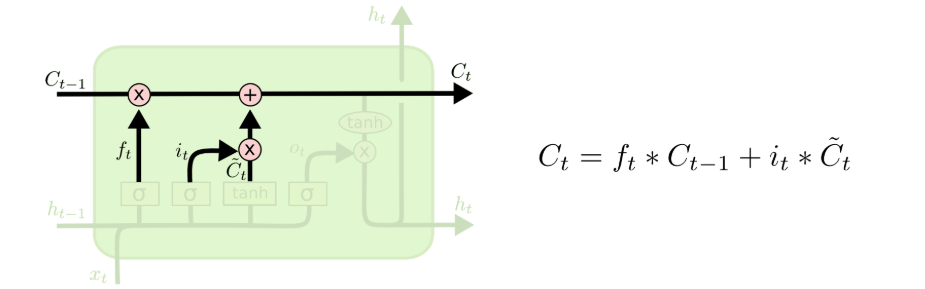 h_t
C_{t-1}
C_t
x
+
tanh
f_t
i_t
x
o_t
x
\tilde{C}_t
σ
σ
tanh
σ
h_{t-1}
h_t
x_t
C_t = f_t * C_{t-1} + i_t * \tilde{C}_t